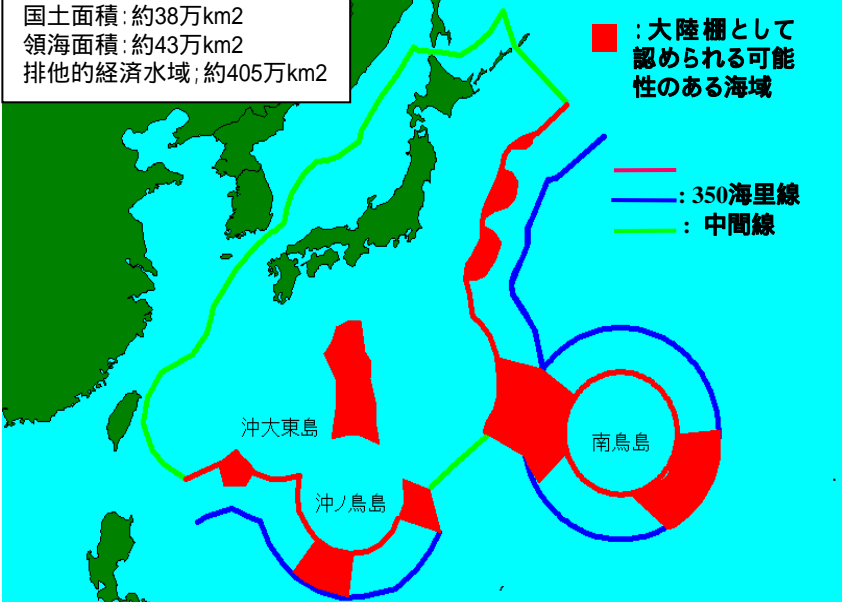 国土面積：約38万km2
領海面積：約43万km2
排他的経済水域；約405万km2
：大陸棚として
認められる可能
性のある海域
：350海里線
：中間線
沖大東島
南鳥島
沖ノ鳥島